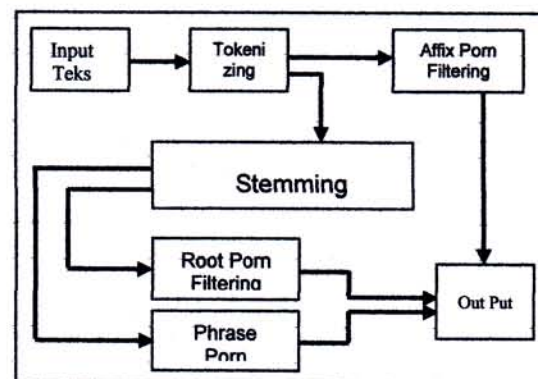 Input
Teks
Tokeni
zing
Affix Porn
Filtering
Stemming
Root Porn
Filtering
Phrase
Porn
Out Put